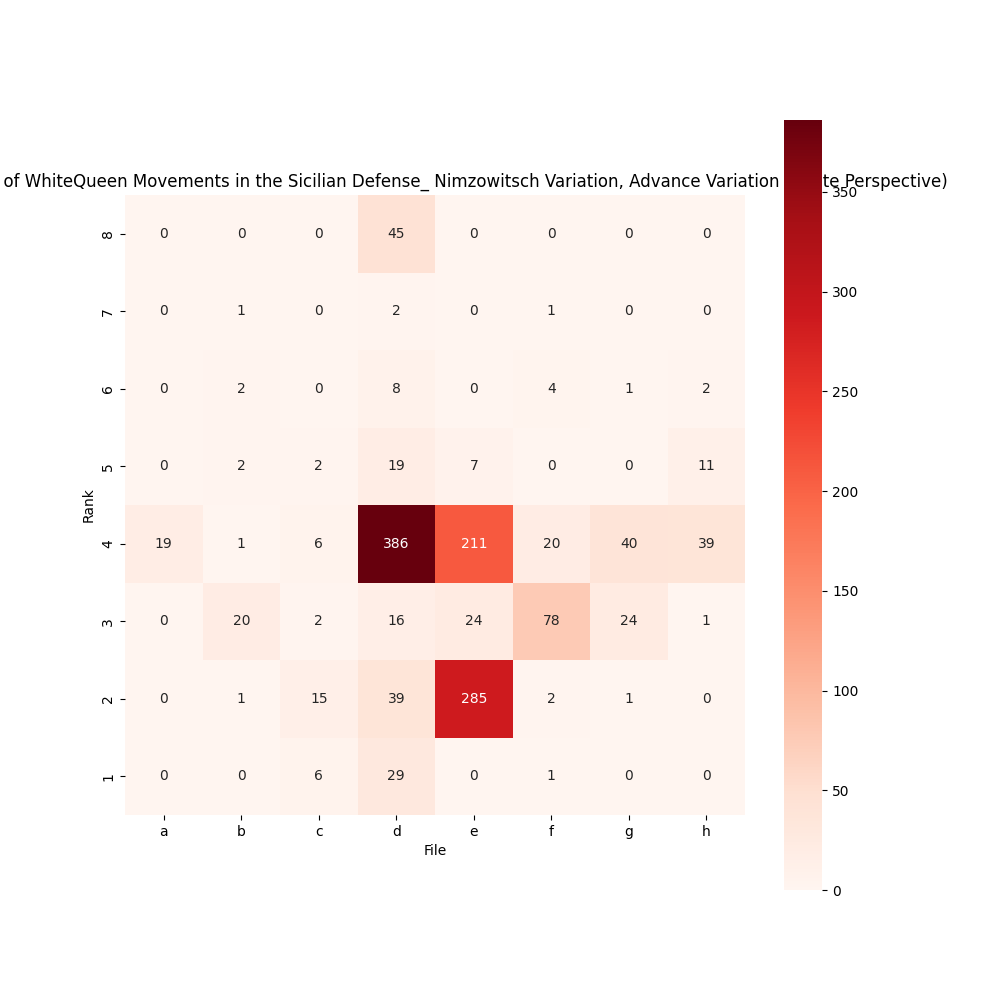 of WhiteQueen Movements in the Sicilian Defense_ Nimzowitsch Variation, Advance Variation te Perspective)
8 0 0 0 45 0 0 0 0
7 0 1 0 2 0 1 0 0
6 0 2 0 8 0 4 1 2
5 0 2 2 19 7 0 0 11
4 19 1 6 386 211 20 40 39
3 0 20 2 16 24 78 24 1
2 0 1 15 39 285 2 1 0
1 0 0 6 29 0 1 0 0
a b c d e f g h
Rank
File
350
300
250
200
150
100
50
0